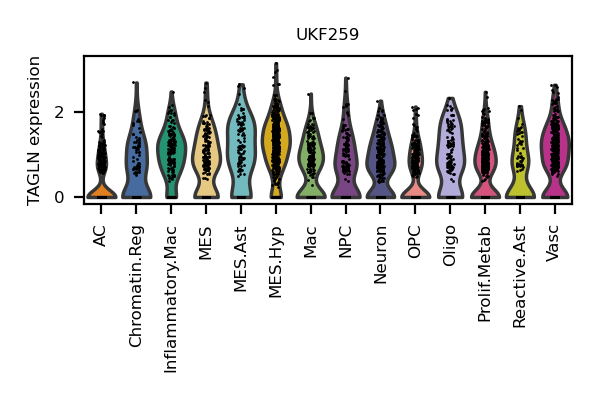 UKF259
TAGLN expression
2
0
AC
Chromatin.Reg
Inflammatory.Mac
MES
MES.Ast
MES.Hyp
Mac
NPC
Neuron
OPC
Oligo
Prolif.Metab
Reactive.Ast
Vasc